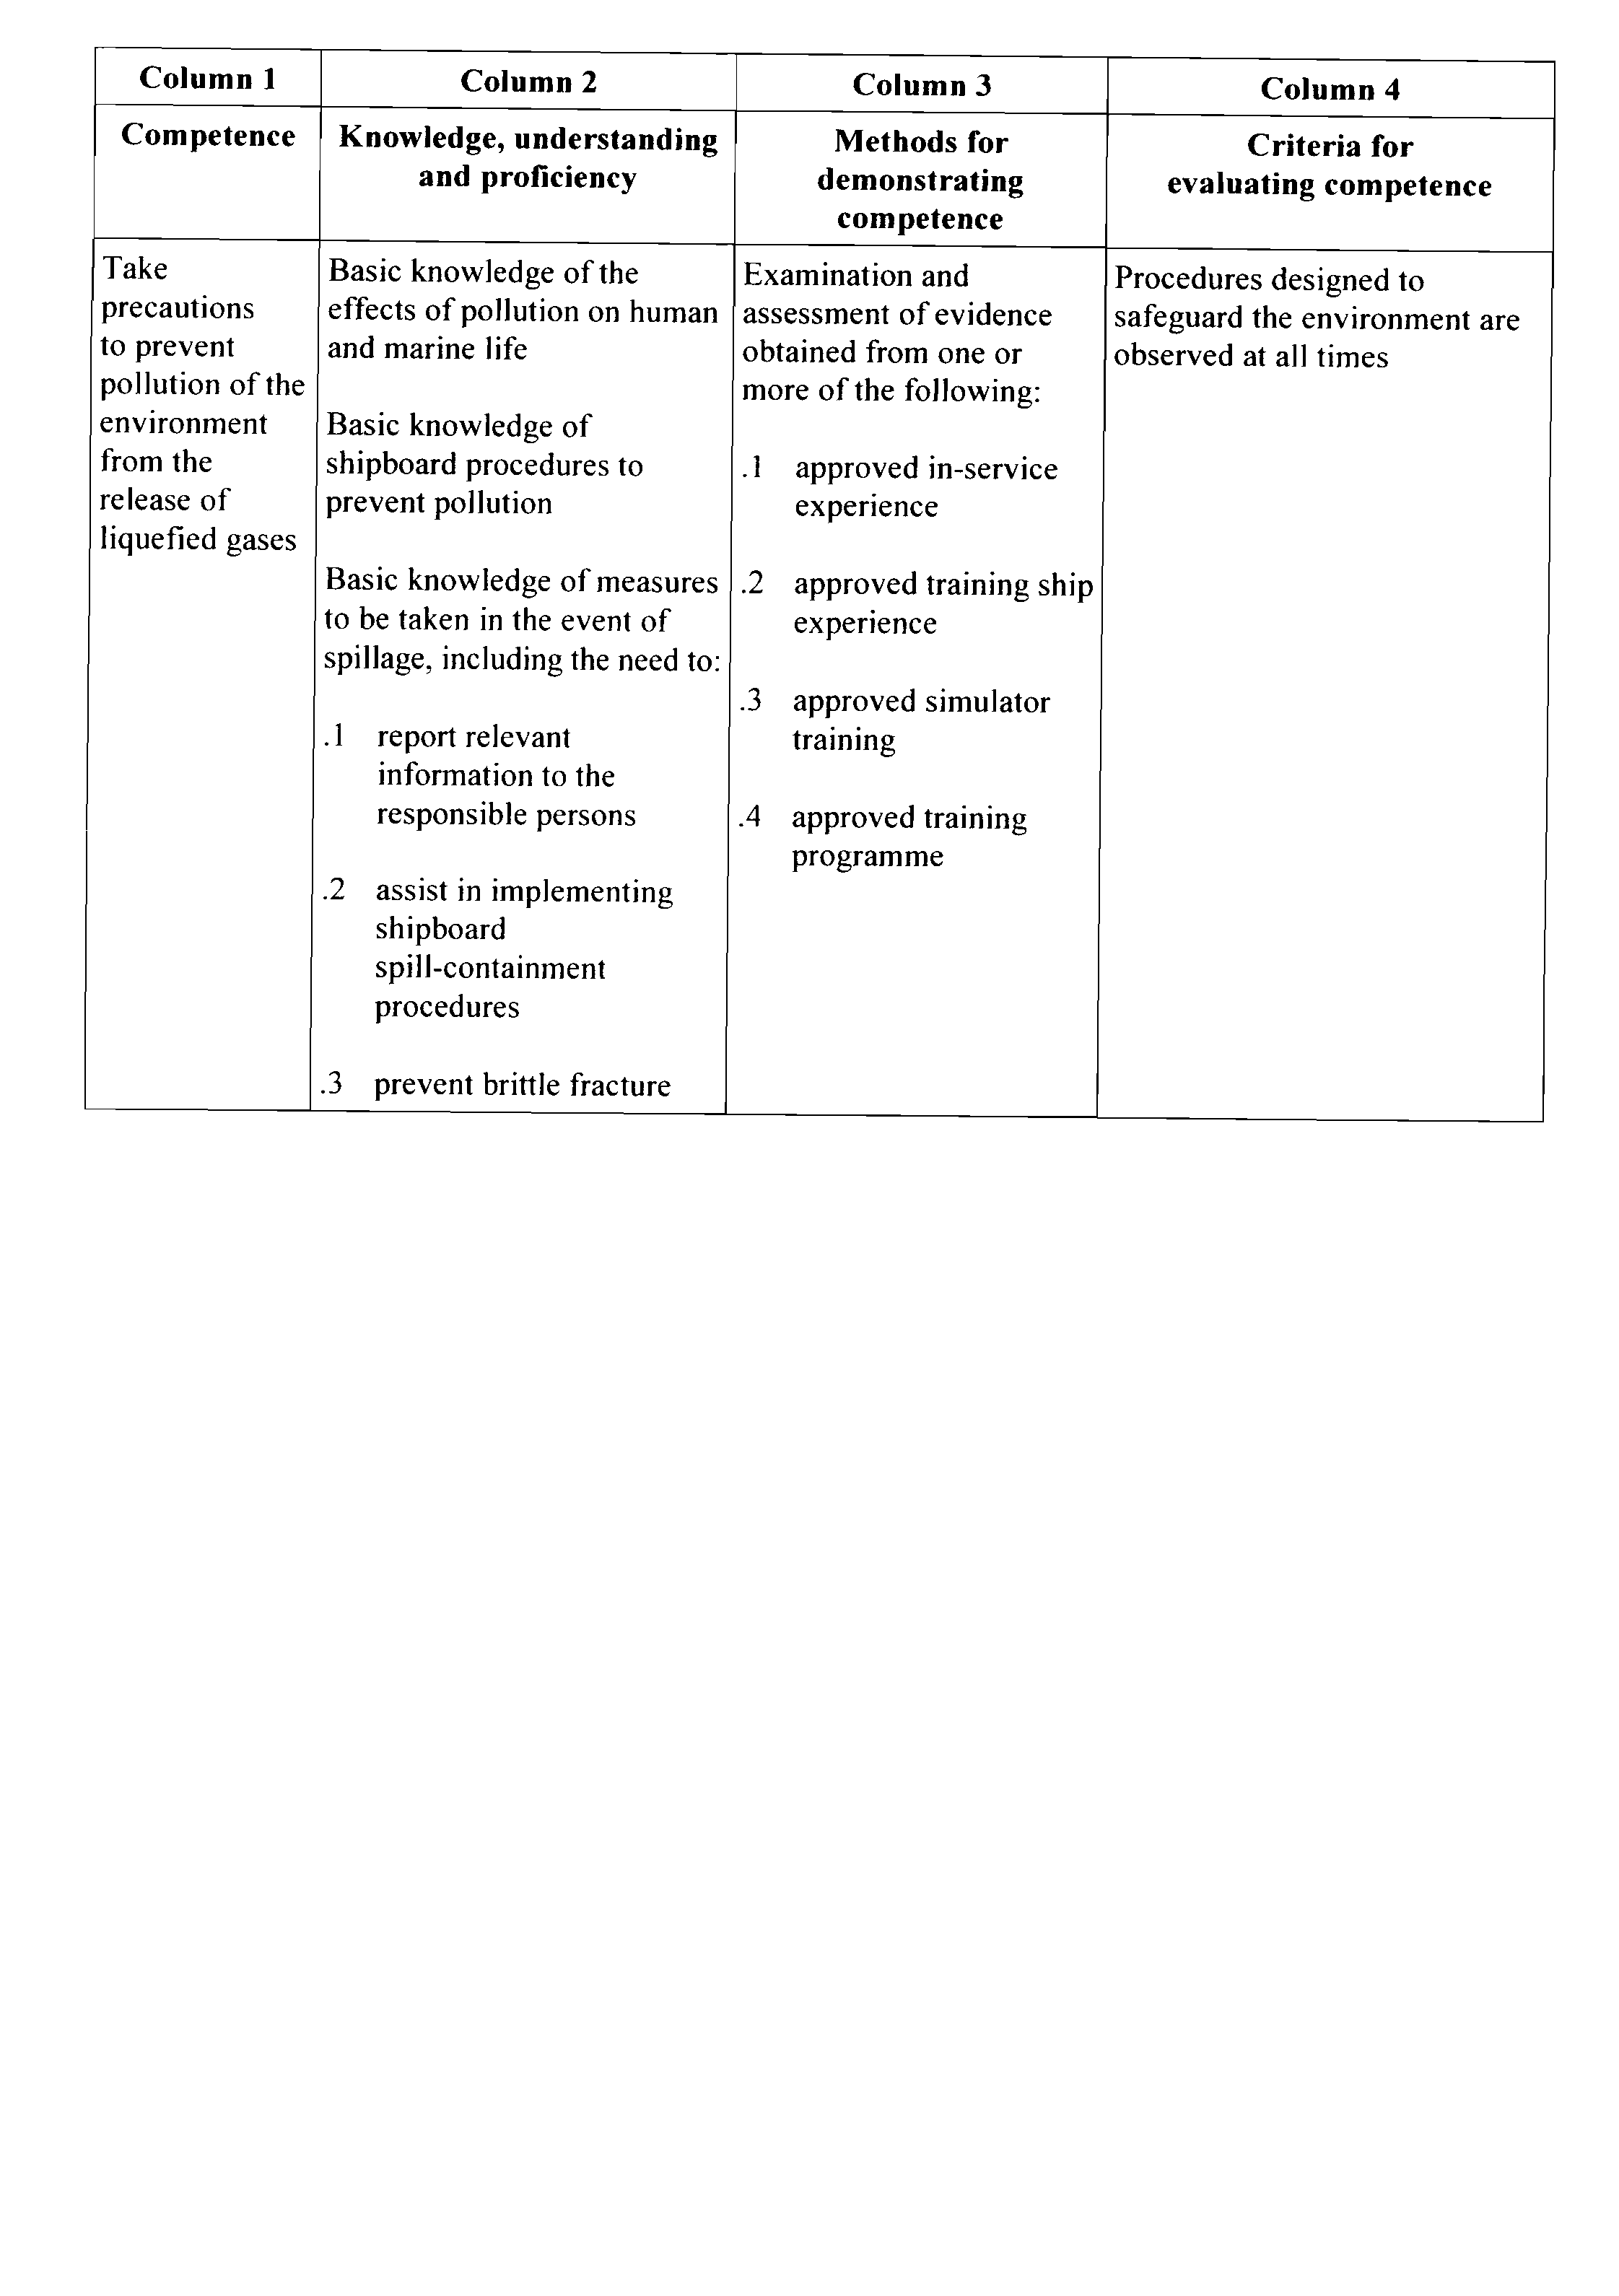 Column 1
Column 2
Column 3
Column 4
Competence
Knowledge, understanding
and proficiency
Methods for
demonstrating
competence
Criteria for
evaluating competence
Take
precautions
to prevent
pollution of the
environment
from the
release of
liquefied gases
Basic knowledge of the
effects of pollution on human
and marine life
Basic knowledge of
shipboard procedures to
prevent pollution
Basic knowledge of measures
to be taken in the event of
spillage, including the need to:
.1 report relevant
information to the
responsible persons
.2 assist in implementing
shipboard
spill-containment
procedures
.3 prevent brittle fracture
Examination and
assessment of evidence
obtained from one or
more of the following:
.1 approved in-service
experience
.2 approved training ship
experience
.3 approved simulator
training
.4 approved training
programme
Procedures designed to
safeguard the environment are
observed at all times